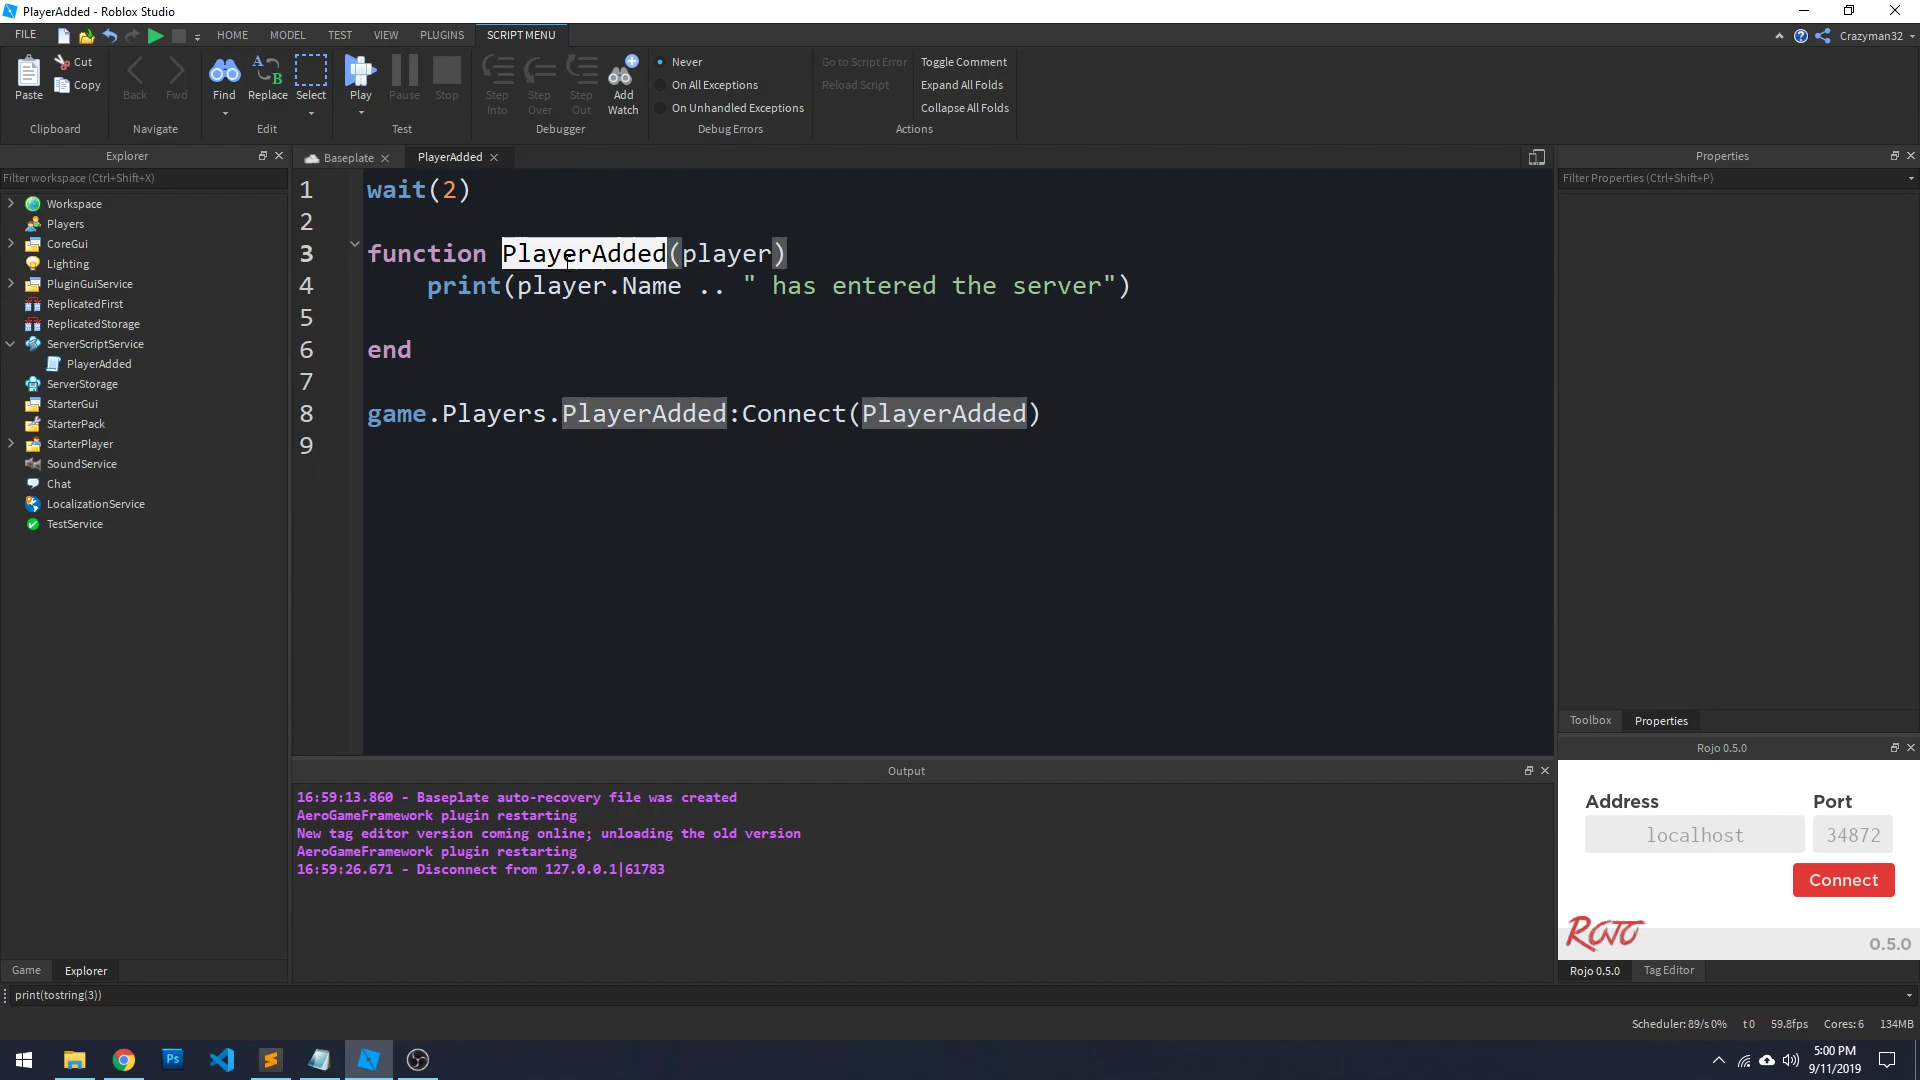 PlayerAdded - Roblox Studio
FILE HOME MODEL TEST VIEW PLUGINS SCRIPT MENU Crazyman32
Paste Cut Copy Back Fwd Find Replace Select Play Pause Stop Step Into Step Over Step Out Add Watch Never On All Exceptions On Unhandled Exceptions Go to Script Error Reload Script Toggle Comment Expand All Folds Collapse All Folds
Clipboard Navigate Edit Test Debugger Debug Errors Actions
Explorer
Filter workspace (Ctrl+Shift+X)
Workspace
Players
CoreGui
Lighting
PluginGuiService
ReplicatedFirst
ReplicatedStorage
ServerScriptService
PlayerAdded
ServerStorage
StarterGui
StarterPack
StarterPlayer
SoundService
Chat
LocalizationService
TestService
Game Explorer
Baseplate PlayerAdded
1 wait(2)
2
3 function PlayerAdded(player)
4 print(player.Name .. " has entered the server")
5
6 end
7
8 game.Players.PlayerAdded:Connect(PlayerAdded)
9
Output
16:59:13.860 - Baseplate auto-recovery file was created
AeroGameFramework plugin restarting
New tag editor version coming online; unloading the old version
AeroGameFramework plugin restarting
16:59:26.671 - Disconnect from 127.0.0.1|61783
Properties
Filter Properties (Ctrl+Shift+P)
Toolbox Properties
Rojo 0.5.0
Address Port
localhost 34872
Connect
ROJO 0.5.0
Rojo 0.5.0 Tag Editor
print(tostring(3))
Scheduler: 89/s 0% t 0 59.8fps Cores: 6 134MB
Ps
5:00 PM
9/11/2019